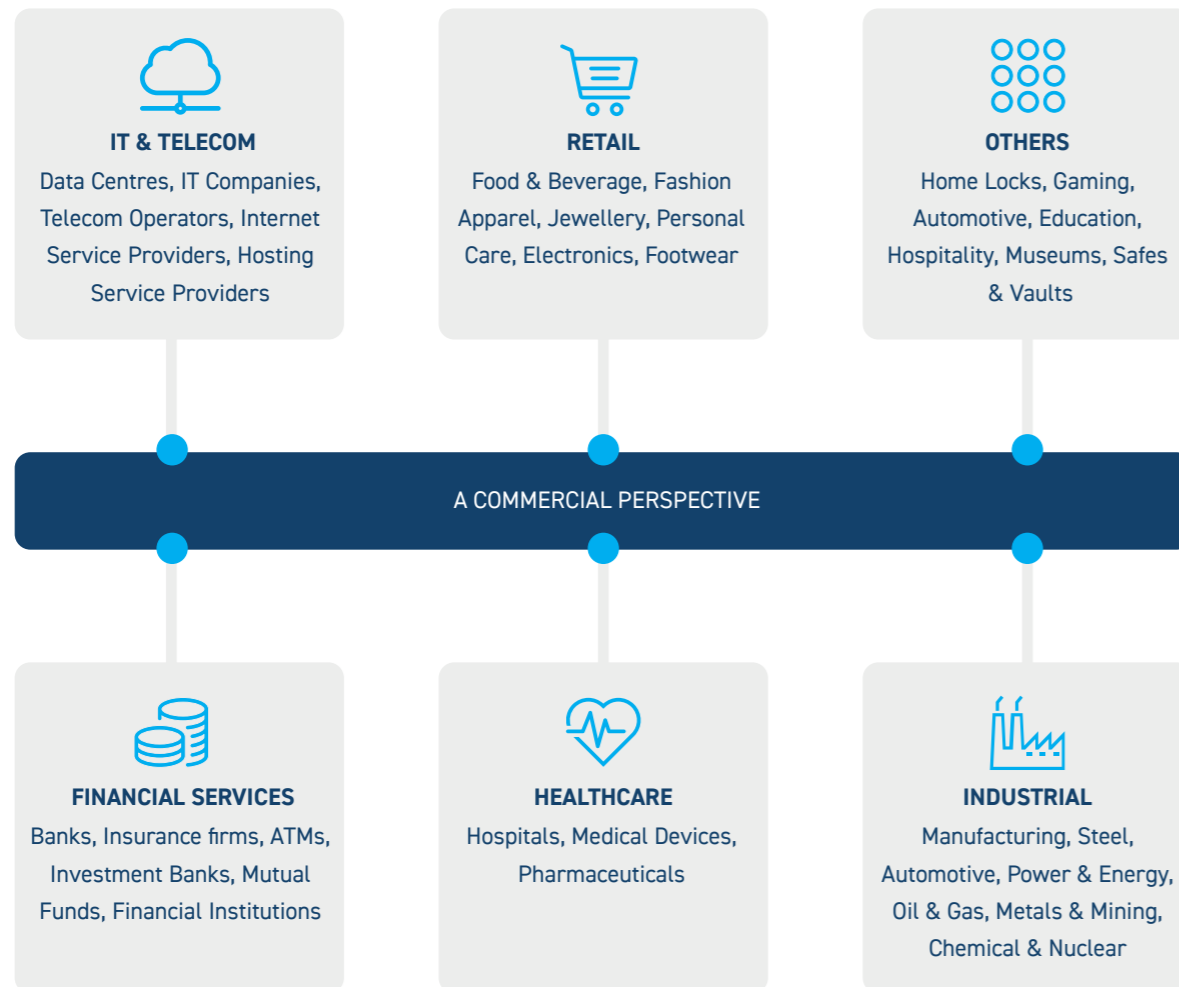 IT & TELECOM
Data Centres, IT Companies,
Telecom Operators, Internet
Service Providers, Hosting
Service Providers
RETAIL
Food & Beverage, Fashion
Apparel, Jewellery, Personal
Care, Electronics, Footwear
OTHERS
Home Locks, Gaming,
Automotive, Education,
Hospitality, Museums, Safes
& Vaults
A COMMERCIAL PERSPECTIVE
FINANCIAL SERVICES
Banks, Insurance firms, ATMs,
Investment Banks, Mutual
Funds, Financial Institutions
HEALTHCARE
Hospitals, Medical Devices,
Pharmaceuticals
INDUSTRIAL
Manufacturing, Steel,
Automotive, Power & Energy,
Oil & Gas, Metals & Mining,
Chemical & Nuclear